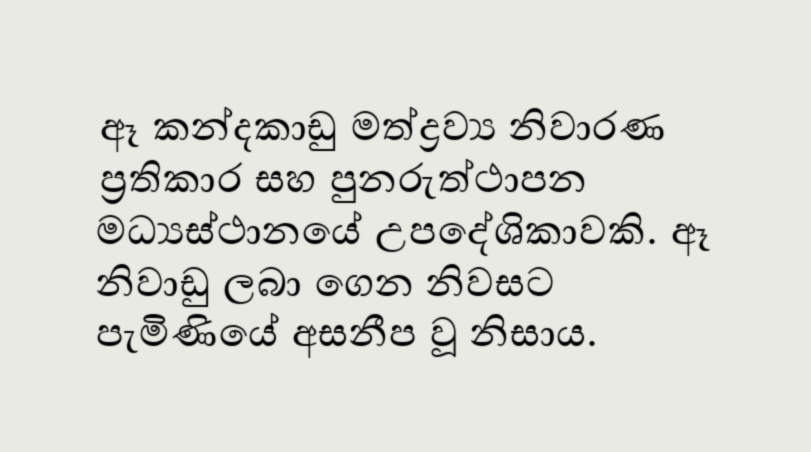 ඈ කන්දකාඩු මත්ද්‍රව්‍ය නිවාරණ
ප්‍රතිකාර සහ පුනරුත්ථාපන
මධ්‍යස්ථානයේ උපදේශිකාවකි. ඈ
නිවාඩු ලබා ගෙන නිවසට
පැමිණියේ අසනීප වූ නිසාය.